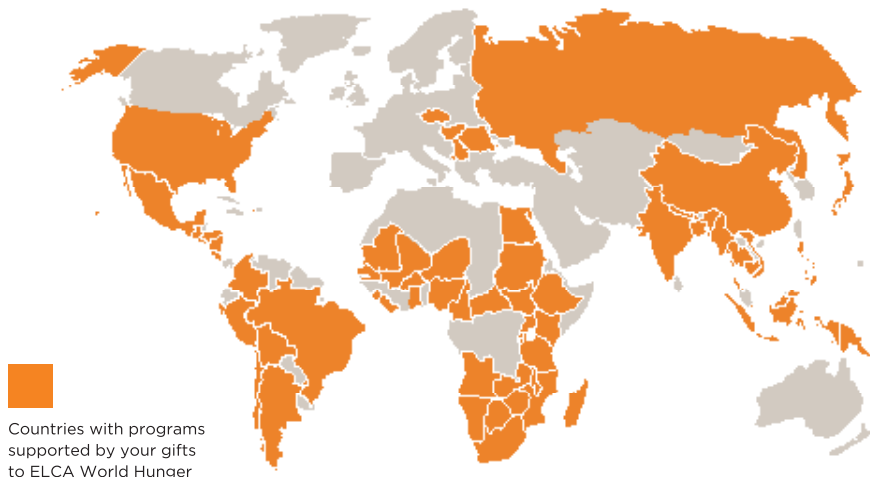 Countries with programs
supported by your gifts
to ELCA World Hunger